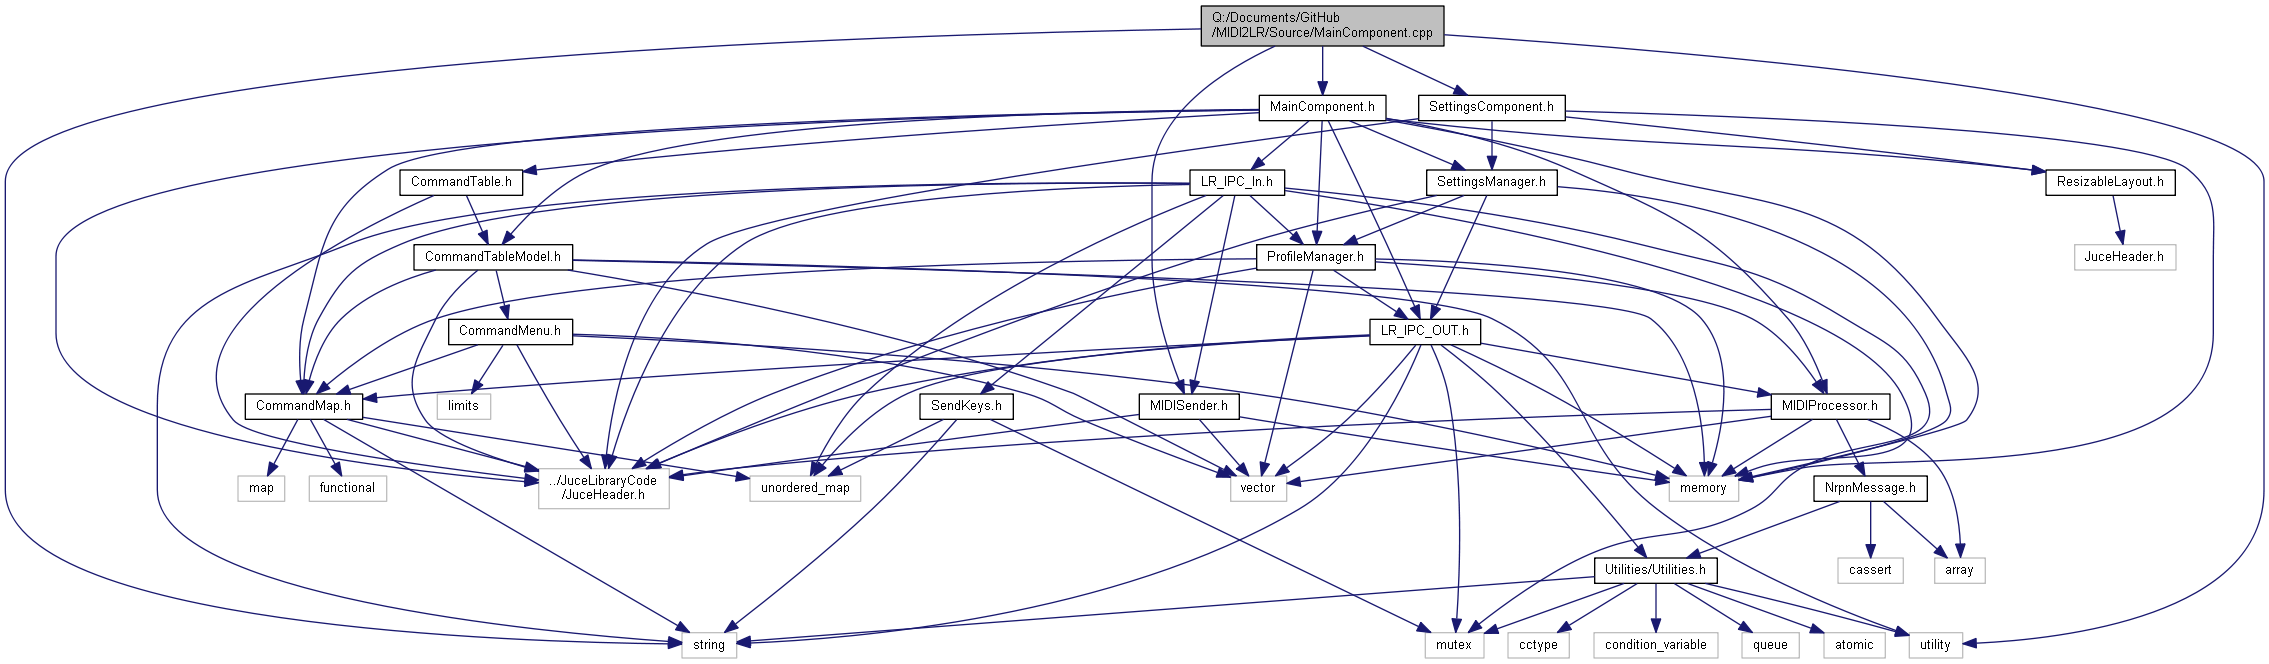 Q:/Documents/GitHub
/MIDI2LR/Source/MainComponent.cpp
MainComponent.h
SettingsComponent.h
CommandTable.h
LR_IPC_In.h
SettingsManager.h
ResizableLayout.h
CommandTableModel.h
ProfileManager.h
JuceHeader.h
CommandMenu.h
LR_IPC_OUT.h
CommandMap.h
limits
SendKeys.h
MIDISender.h
MIDIProcessor.h
map
functional
../JuceLibraryCode
/JuceHeader.h
unordered_map
vector
memory
NrpnMessage.h
Utilities/Utilities.h
cassert
array
string
mutex
cctype
condition_variable
queue
atomic
utility